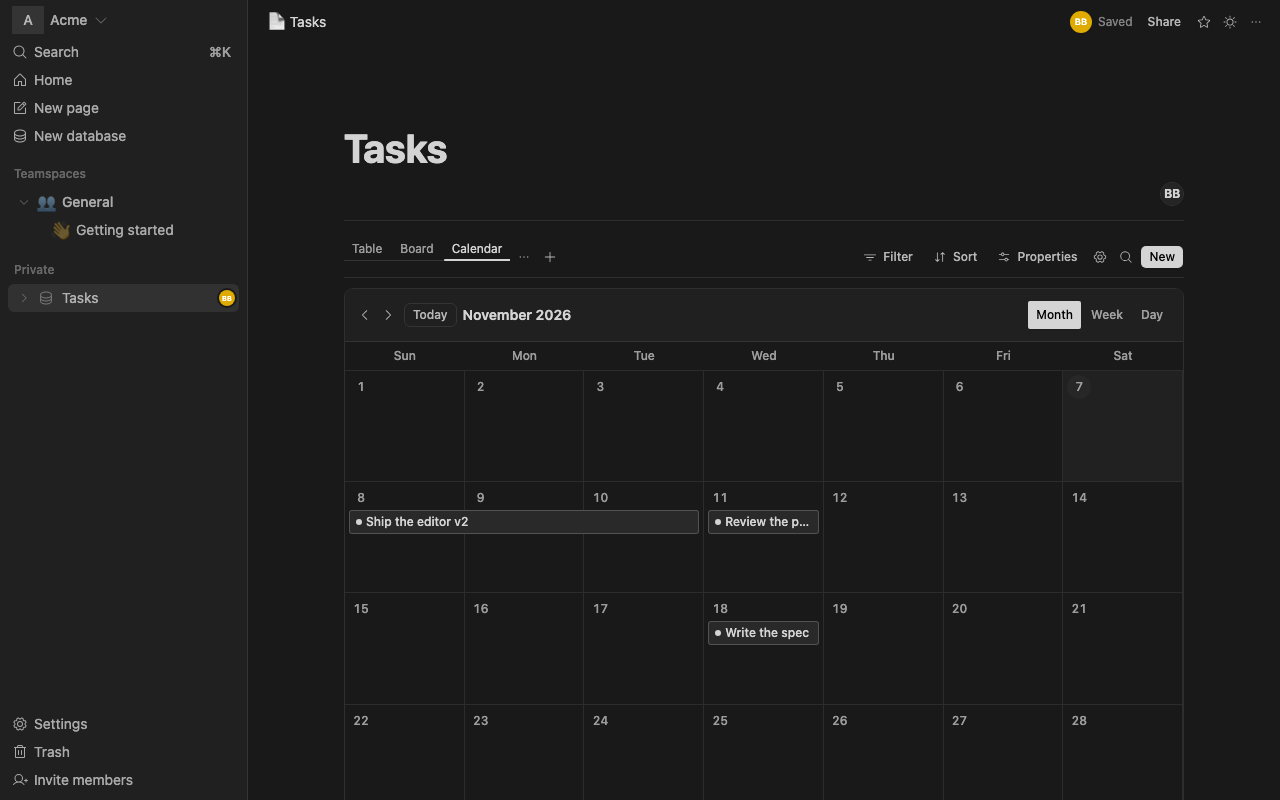 A Acme
Search ⌘K
Home
New page
New database
Teamspaces
General
Getting started
Private
Tasks BB
Settings
Trash
Invite members
Tasks
BB Saved Share
Tasks
BB
Table Board Calendar
Filter Sort Properties New
Today November 2026 Month Week Day
Sun Mon Tue Wed Thu Fri Sat
1 2 3 4 5 6 7
8 9 10 11 12 13 14
Ship the editor v2 Review the p...
15 16 17 18 19 20 21
Write the spec
22 23 24 25 26 27 28